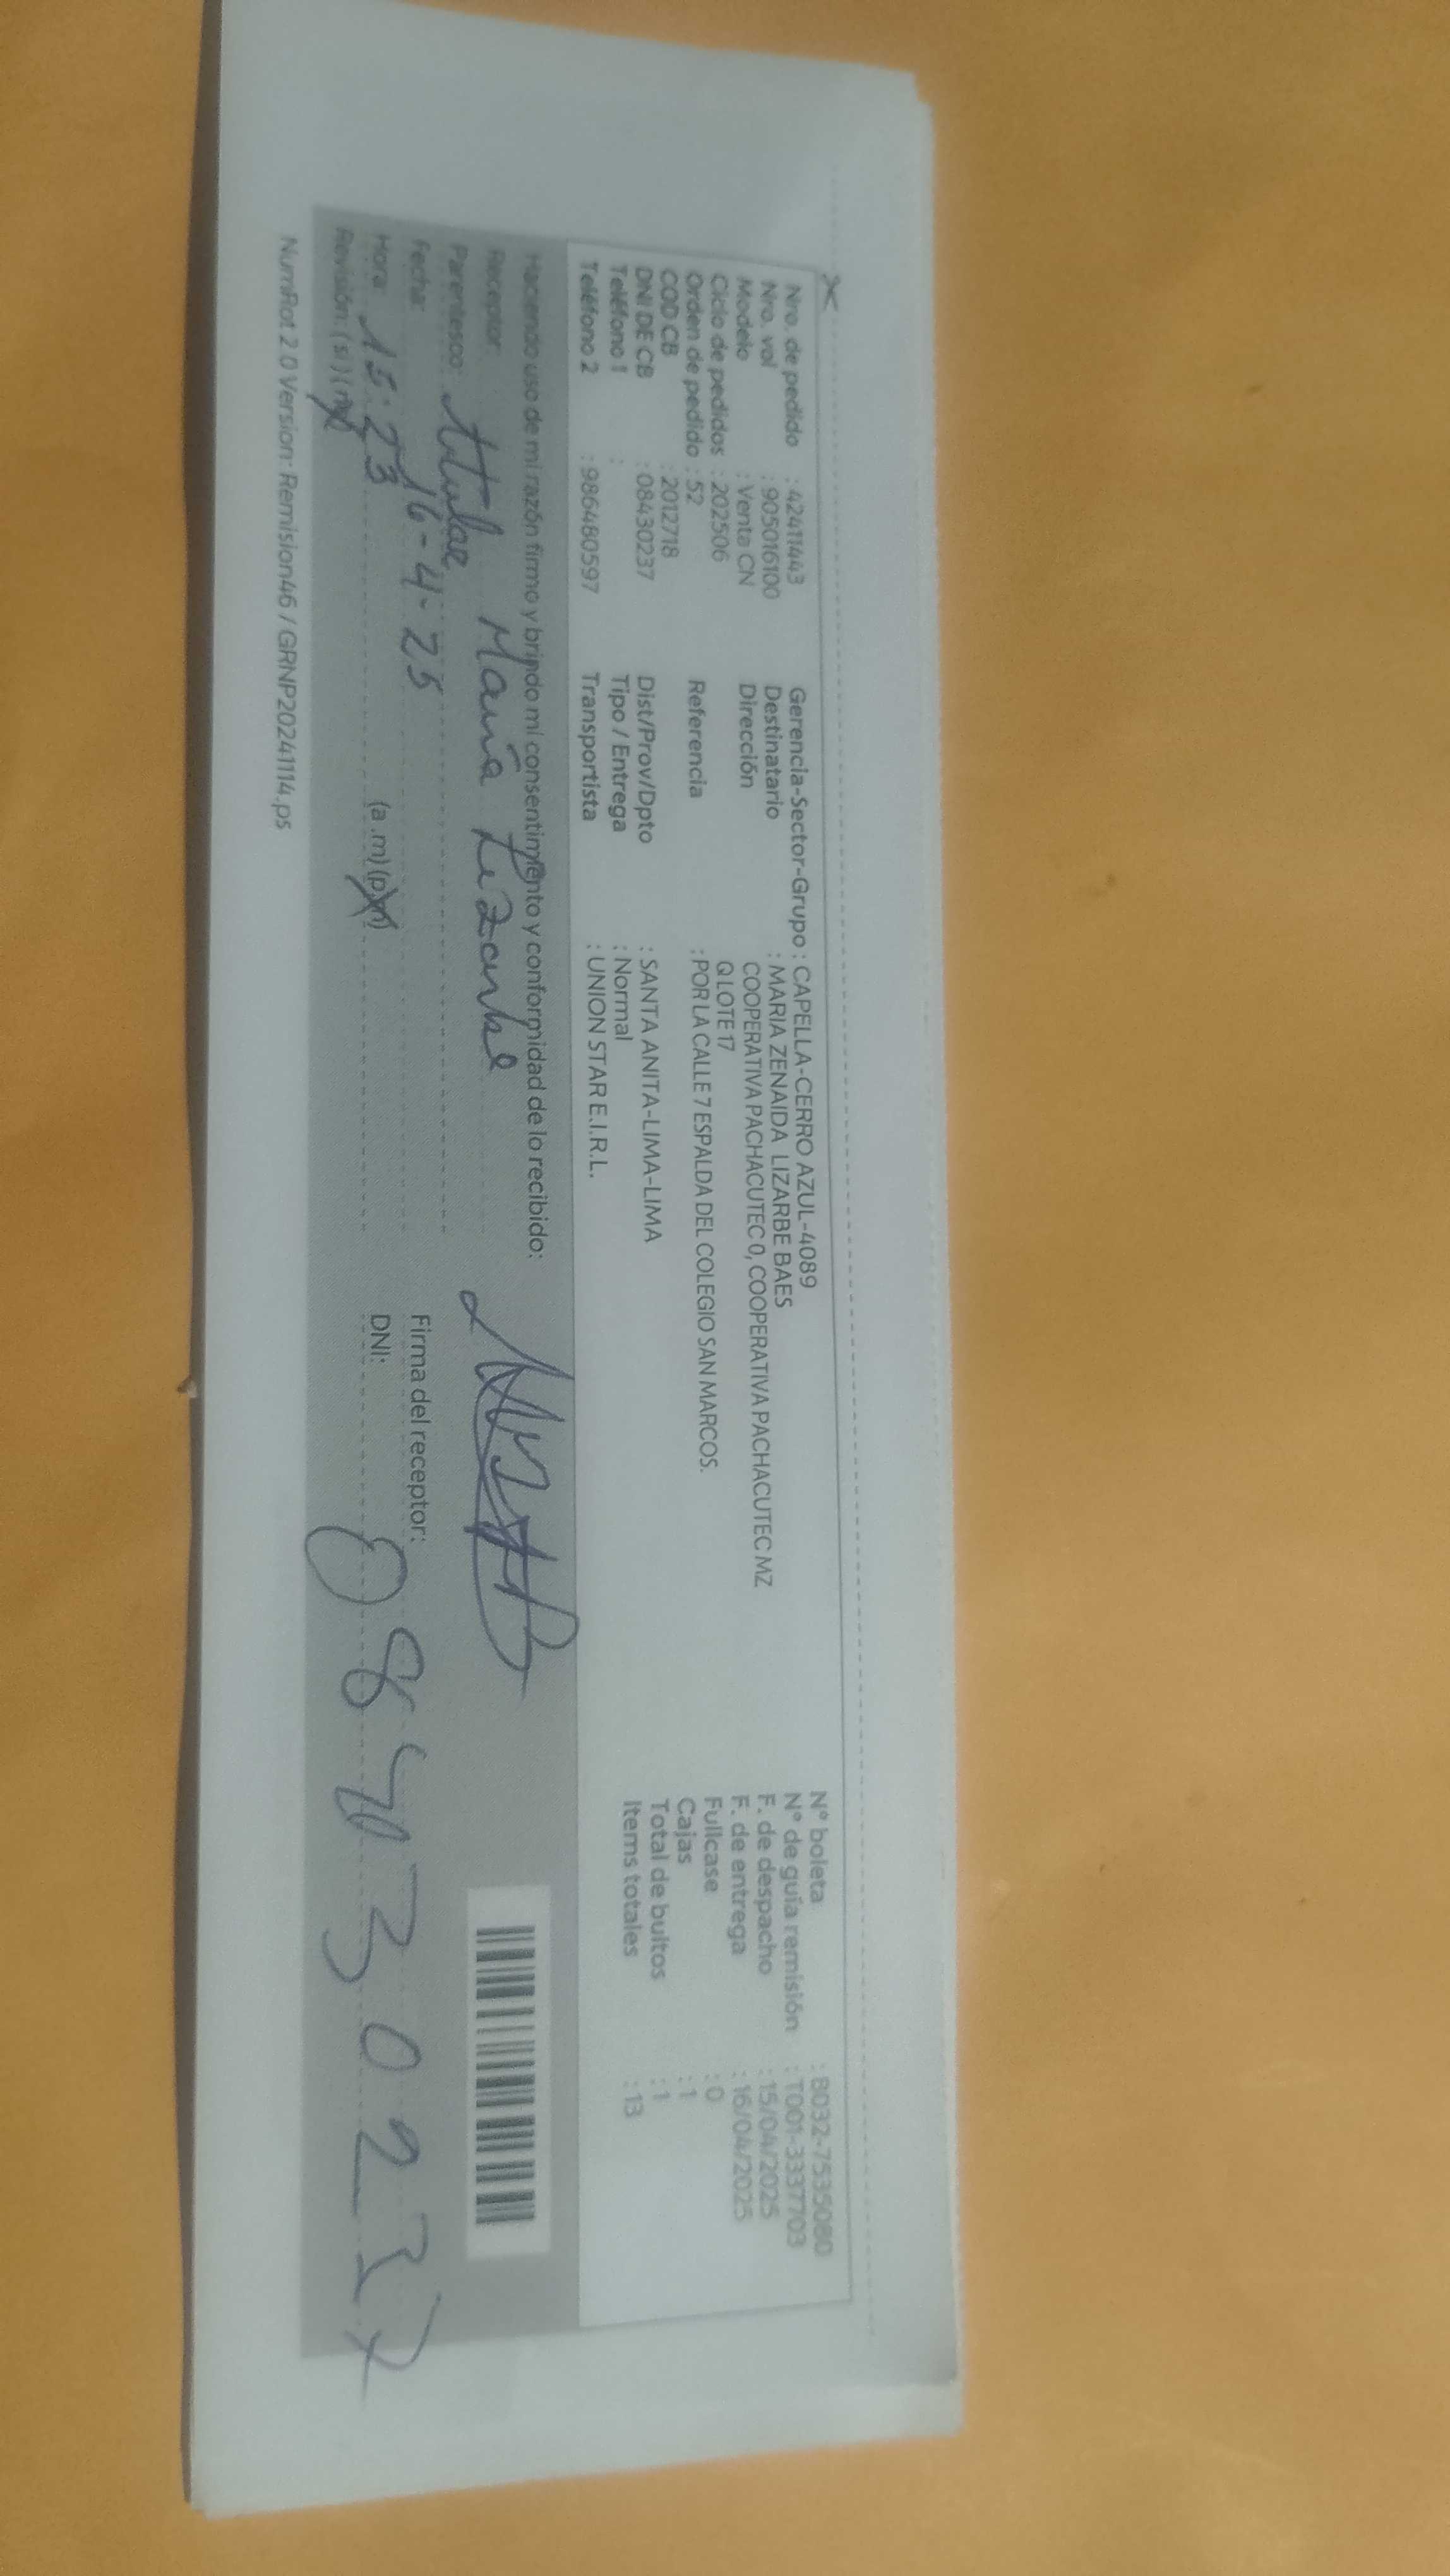 Nro. de pedido : 42411443
Nro. vol : 905016100
Modelo : Venta CN
Ciclo de pedidos : 202506
Orden de pedido : 52
COD CB : 2012718
DNI DE CB : 08430237
Teléfono 1 :
Teléfono 2 : 986480597
Gerencia-Sector-Grupo : CAPELLA-CERRO AZUL-4089
Destinatario : MARIA ZENAIDA LIZARBE BAES
Dirección COOPERATIVA PACHACUTEC 0, COOPERATIVA PACHACUTEC MZ
Q LOTE 17
Referencia : POR LA CALLE 7 ESPALDA DEL COLEGIO SAN MARCOS.
Dist/Prov/Dpto : SANTA ANITA-LIMA-LIMA
Tipo / Entrega : Normal
Transportista : UNION STAR E.I.R.L.
N° boleta : B032-7535080
N° de guía remisión : T001-3337703
F. de despacho : 15/04/2025
F. de entrega : 16/04/2025
Fullcase : 0
Cajas : 1
Total de bultos : 1
Items totales : 13
Haciendo uso de mi razón firmo y brindo mi consentimiento y conformidad de lo recibido:
Receptor: Maria Lizarbe
Parentesco: titular
Fecha: 16-4-25
Hora: 15:23 (a.m) (p.m)
Revisión: (si) (no)
Firma del receptor:
DNI: 08430237
NumRot 2.0 Version: Remision46 / GRNP20241114.ps